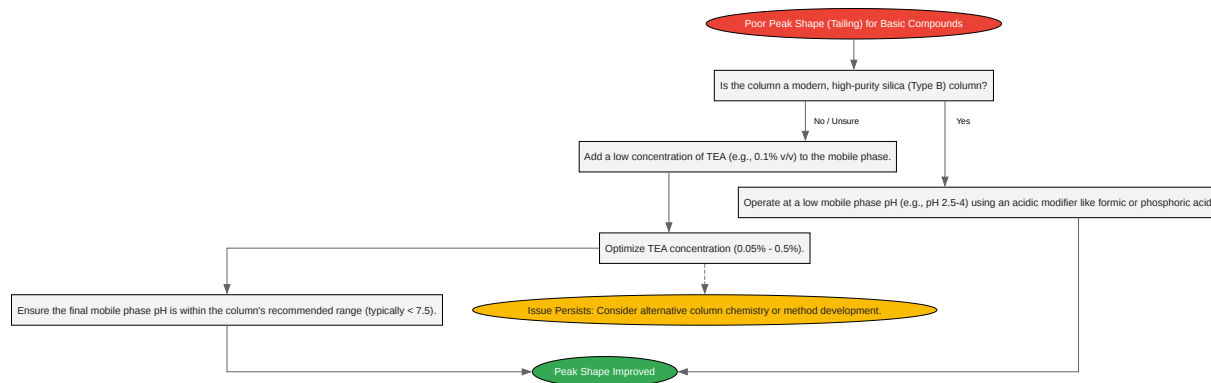 Poor Peak Shape (Tailing) for Basic Compounds
Is the column a modern, high-purity silica (Type B) column?
No / Unsure
Yes
Add a low concentration of TEA (e.g., 0.1% v/v) to the mobile phase.
Operate at a low mobile phase pH (e.g., pH 2.5-4) using an acidic modifier like formic or phosphoric acid
Optimize TEA concentration (0.05% - 0.5%).
Ensure the final mobile phase pH is within the column's recommended range (typically < 7.5).
Issue Persists: Consider alternative column chemistry or method development.
Peak Shape Improved